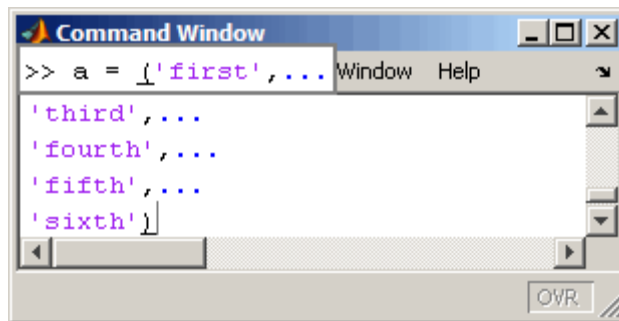 Command Window
>> a = ('first',... Window Help
'third',...
'fourth',...
'fifth',...
'sixth')
OVR